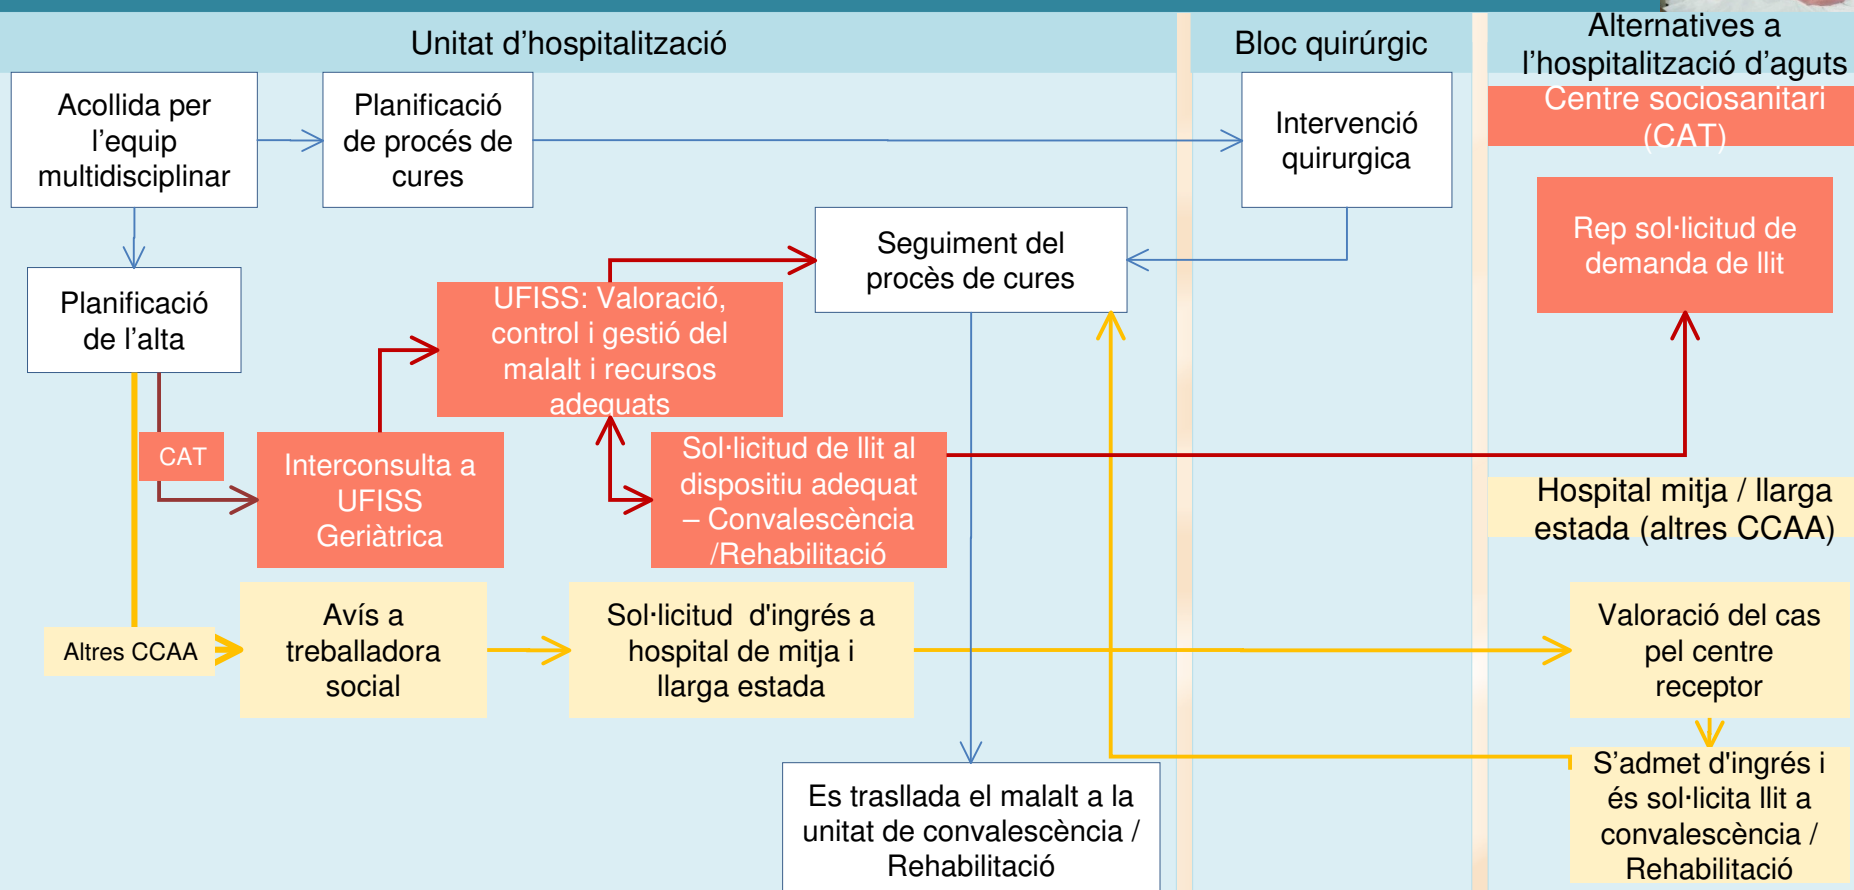 Unitat d’hospitalització
Bloc quirúrgic
Alternatives a
l’hospitalització d’aguts
Centre sociosanitari
(CAT)
Acollida per
l’equip
multidisciplinar
Planificació
de procés de
cures
Intervenció
quirurgica
Rep sol·licitud de
demanda de llit
Seguiment del
procès de cures
Planificació
de l’alta
UFISS: Valoració,
control i gestió del
malalt i recursos
adequats
CAT
Interconsulta a
UFISS
Geriàtrica
Sol·licitud de llit al
dispositiu adequat
– Convalescència
/Rehabilitació
Hospital mitja / llarga
estada (altres CCAA)
Altres CCAA
Avís a
treballadora
social
Sol·licitud  d'ingrés a
hospital de mitja i
llarga estada
Valoració del cas
pel centre
receptor
S’admet d'ingrés i
és sol·licita llit a
convalescència /
Rehabilitació
Es trasllada el malalt a la
unitat de convalescència /
Rehabilitació